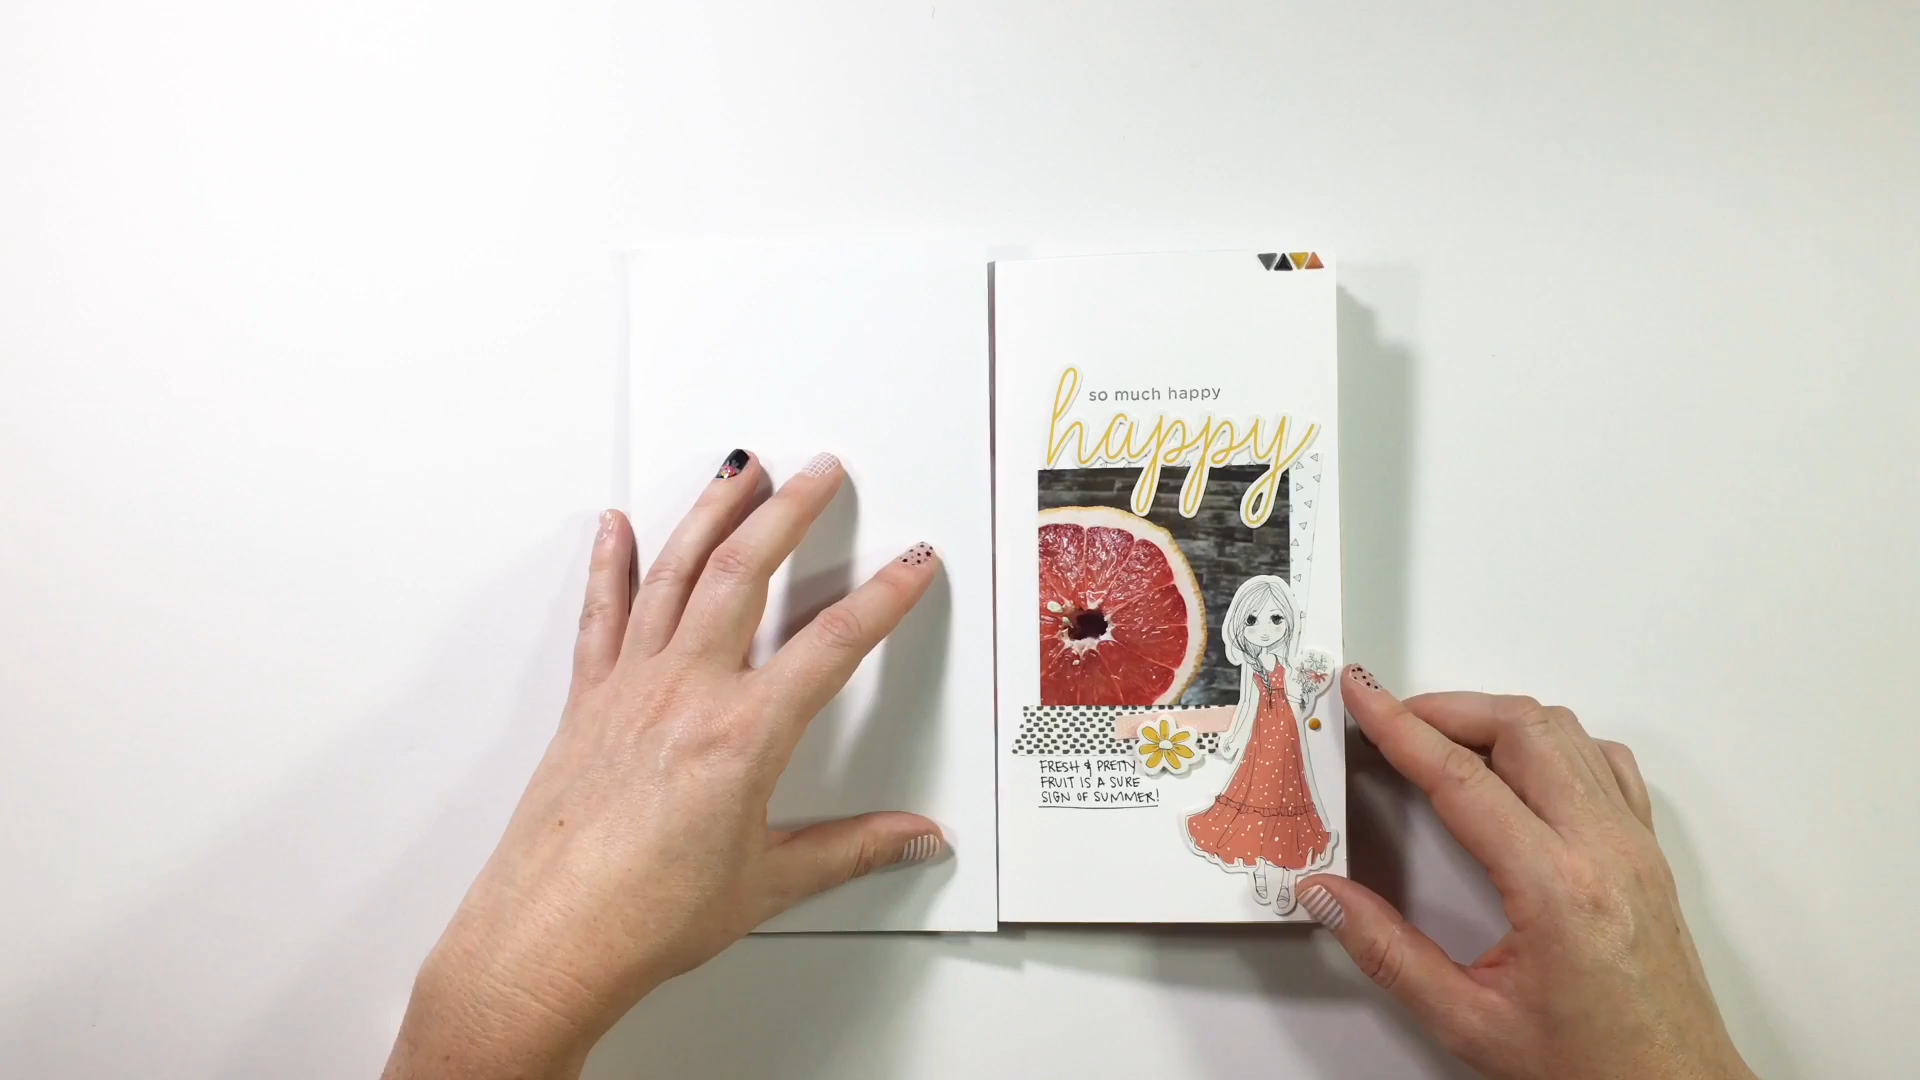 so much happy
happy
FRESH & PRETTY
FRUIT IS A SURE
SIGN OF SUMMER!